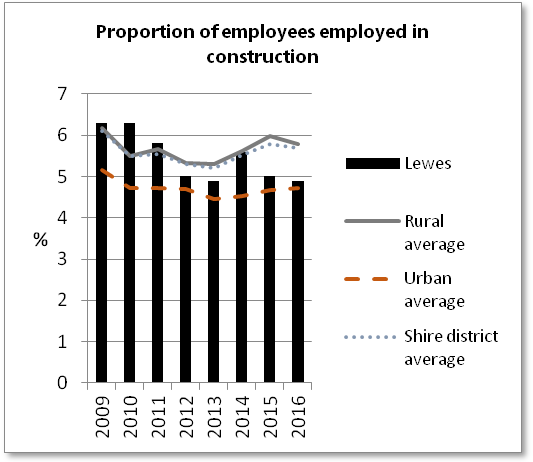 Proportion of employees employed in
construction
7
6
5
4
3
2
1
0
%
2009
2010
2011
2012
2013
2014
2015
2016
Lewes
Rural
average
Urban
average
Shire district
average